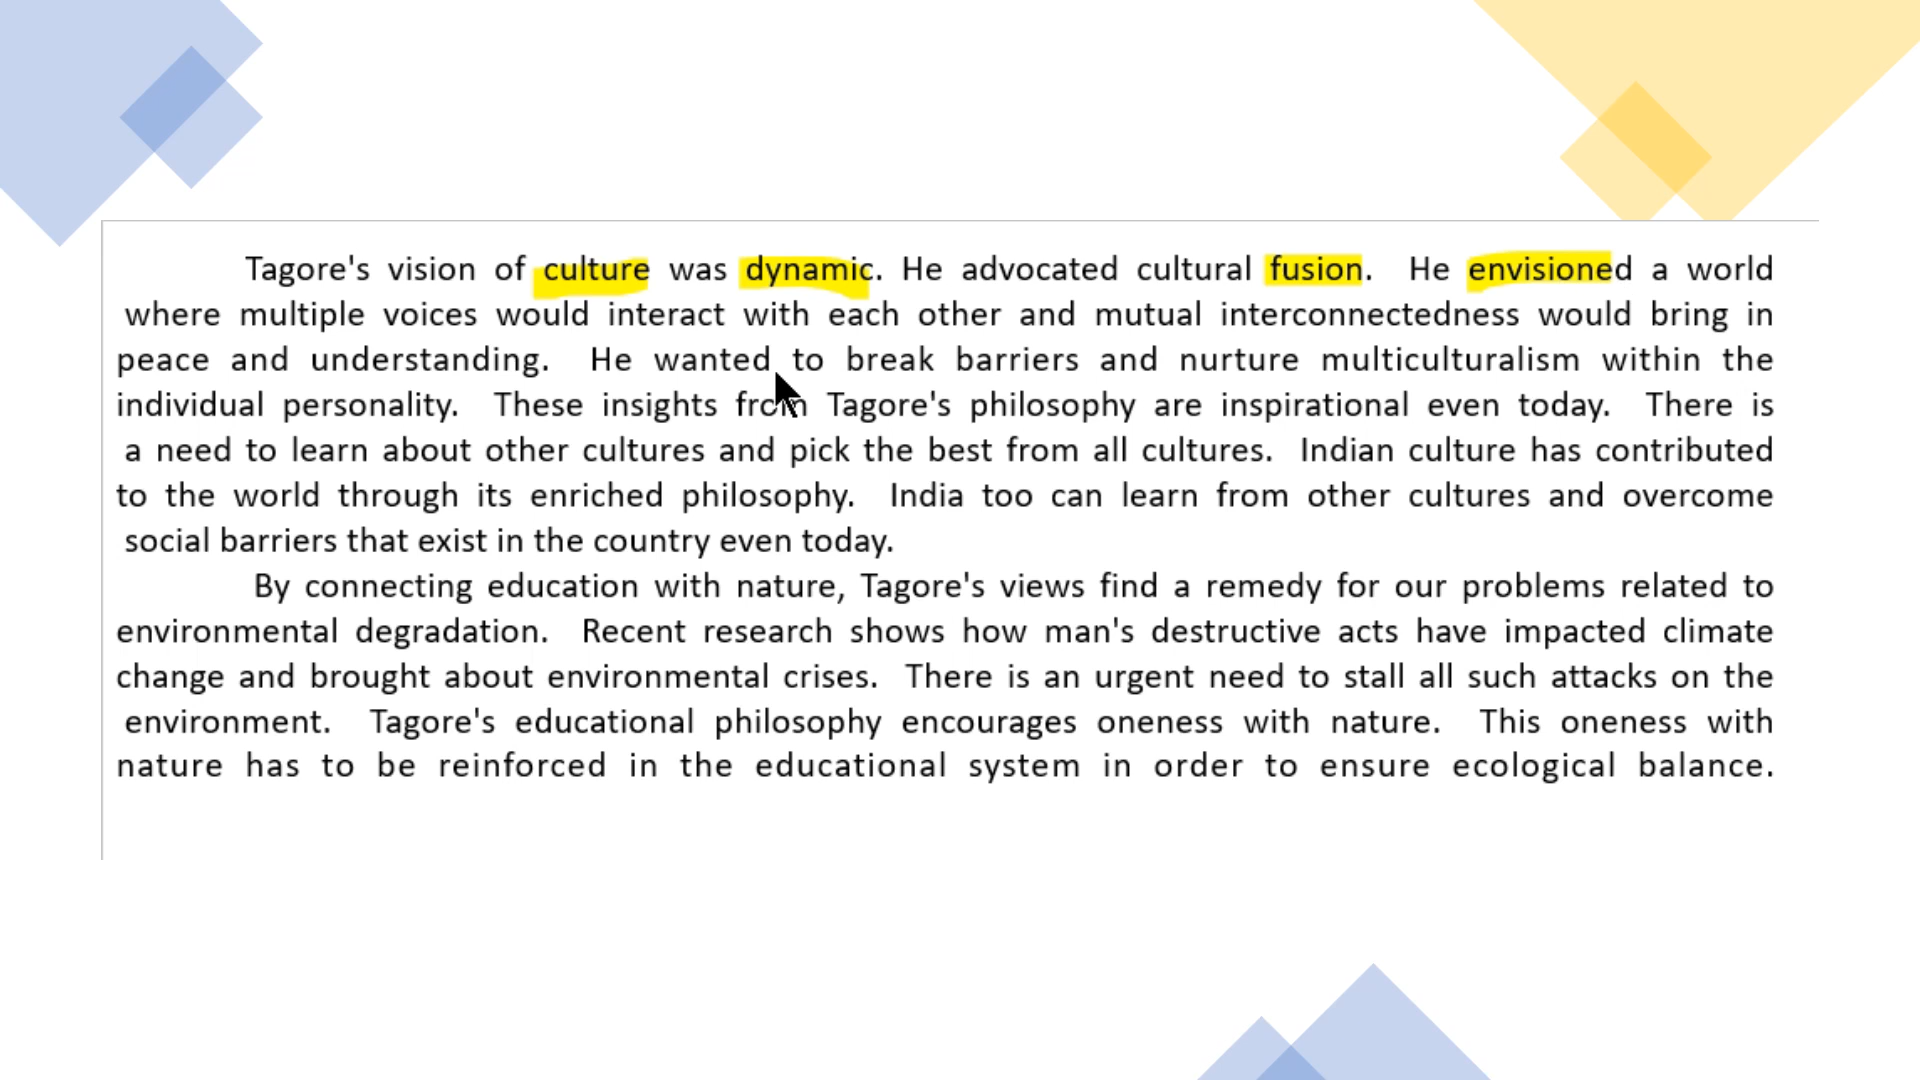 Tagore's vision of culture was dynamic. He advocated cultural fusion. He envisioned a world
where multiple voices would interact with each other and mutual interconnectedness would bring in
peace and understanding. He wanted to break barriers and nurture multiculturalism within the
individual personality. These insights from Tagore's philosophy are inspirational even today. There is
a need to learn about other cultures and pick the best from all cultures. Indian culture has contributed
to the world through its enriched philosophy. India too can learn from other cultures and overcome
social barriers that exist in the country even today.
By connecting education with nature, Tagore's views find a remedy for our problems related to
environmental degradation. Recent research shows how man's destructive acts have impacted climate
change and brought about environmental crises. There is an urgent need to stall all such attacks on the
environment. Tagore's educational philosophy encourages oneness with nature. This oneness with
nature has to be reinforced in the educational system in order to ensure ecological balance.